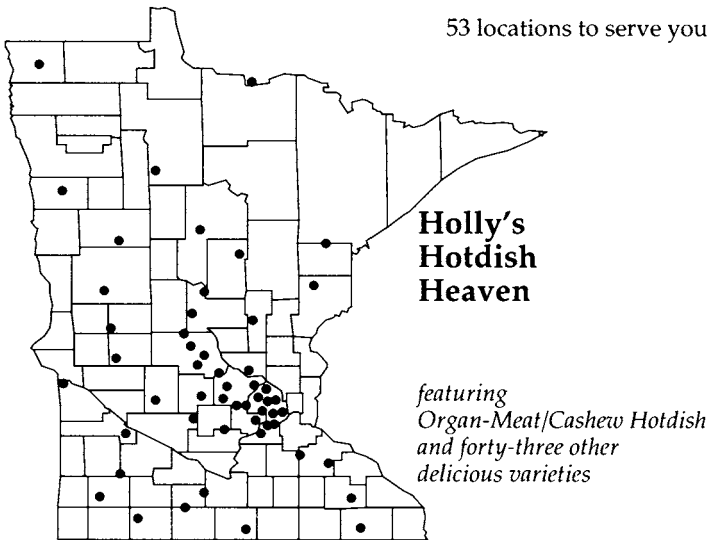 53 locations to serve you
Holly's
Hotdish
Heaven
featuring
Organ-Meat/Cashew Hotdish
and forty-three other
delicious varieties